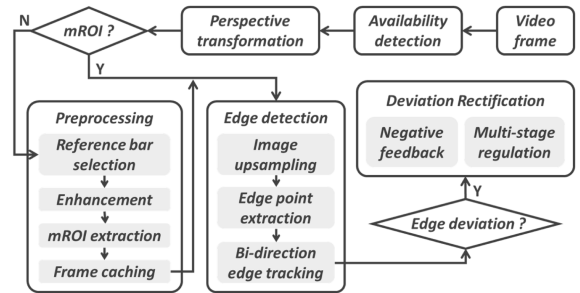 N
mROI ?
Perspective
transformation
Availability
detection
Video
frame
Y
Preprocessing
Reference bar
selection
Enhancement
mROI extraction
Frame caching
Edge detection
Image
upsampling
Edge point
extraction
Bi-direction
edge tracking
Deviation Rectification
Negative
feedback
Multi-stage
regulation
Y
Edge deviation ?